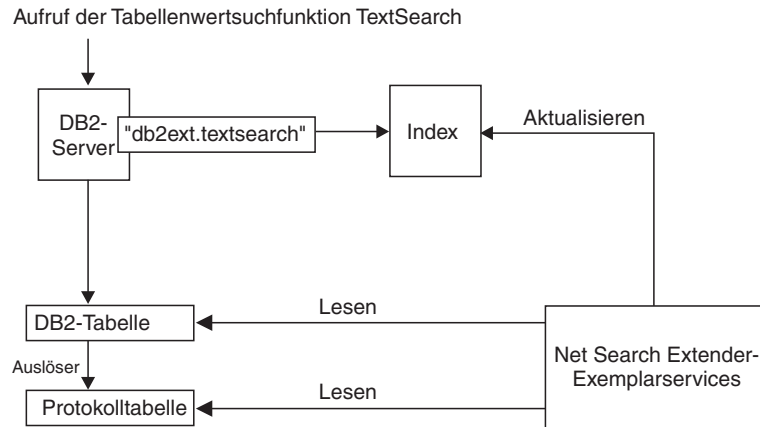 Aufruf der Tabellenwertsuchfunktion TextSearch
DB2-
Server
"db2ext.textsearch"
Index
Aktualisieren
DB2-Tabelle
Lesen
Auslöser
Protokolltabelle
Lesen
Net Search Extender-
Exemplarservices